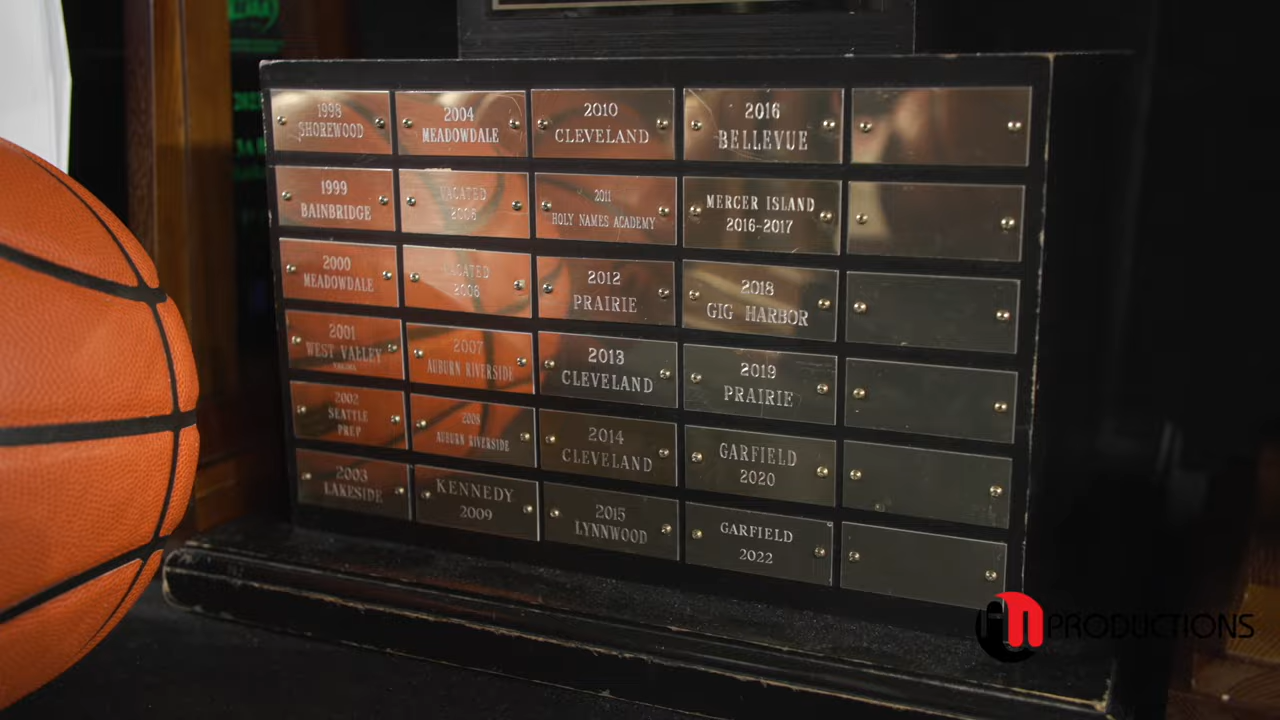 1998
SHOREWOOD
1999
BAINBRIDGE
2000
MEADOWDALE
2001
WEST VALLEY
2002
SEATTLE
PREP
2003
LAKESIDE
2004
MEADOWDALE
VACATED
VACATED
2006
2007
AUBURN RIVERSIDE
AUBURN RIVERSIDE
KENNEDY
2009
2010
CLEVELAND
2011
HOLY NAMES ACADEMY
2012
PRAIRIE
2013
CLEVELAND
2014
CLEVELAND
2015
LYNNWOOD
2016
BELLEVUE
MERCER ISLAND
2016-2017
2018
GIG HARBOR
2019
PRAIRIE
GARFIELD
2020
GARFIELD
2022
PRODUCTIONS